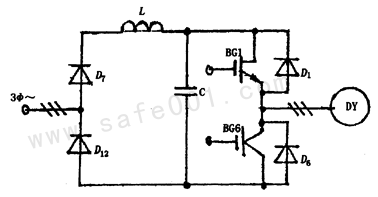 L
BG1
D₇
D₁
3Φ~
C
DY
BG6
D₁₂
D₆
www.safe001.com